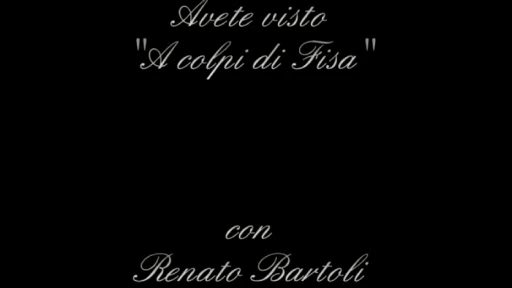 Avete visto
"A colpi di Fisa"
con
Renato Bartoli